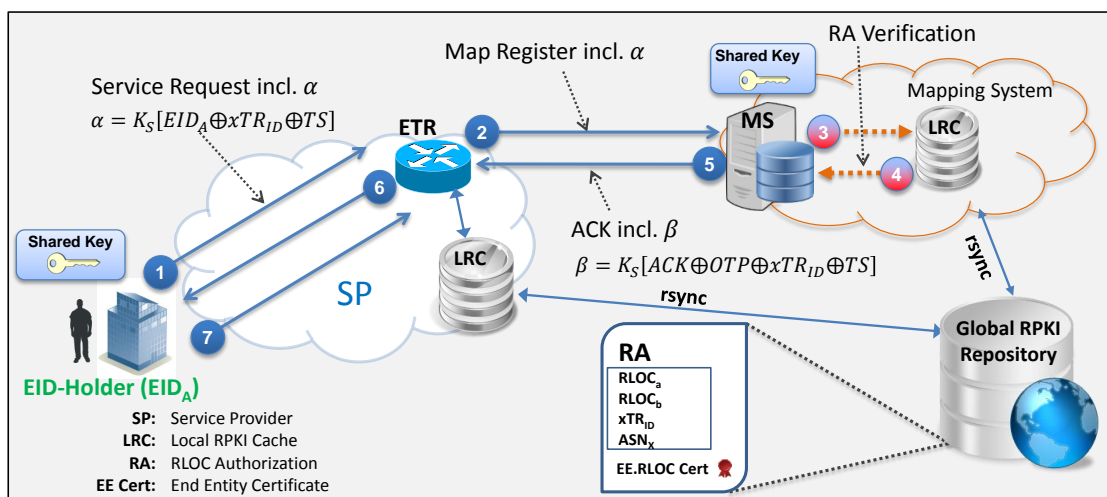 Service Request incl. α
α = K_S[EID_A⊕xTR_ID⊕TS]
Map Register incl. α
RA Verification
Shared Key
Mapping System
ETR
MS
LRC
1
2
3
4
5
6
7
ACK incl. β
β = K_S[ACK⊕OTP⊕xTR_ID⊕TS]
Shared Key
LRC
SP
rsync
rsync
Global RPKI
Repository
EID-Holder (EID_A)
SP: Service Provider
LRC: Local RPKI Cache
RA: RLOC Authorization
EE Cert: End Entity Certificate
RA
RLOC_a
RLOC_b
xTR_ID
ASN_X
EE.RLOC Cert